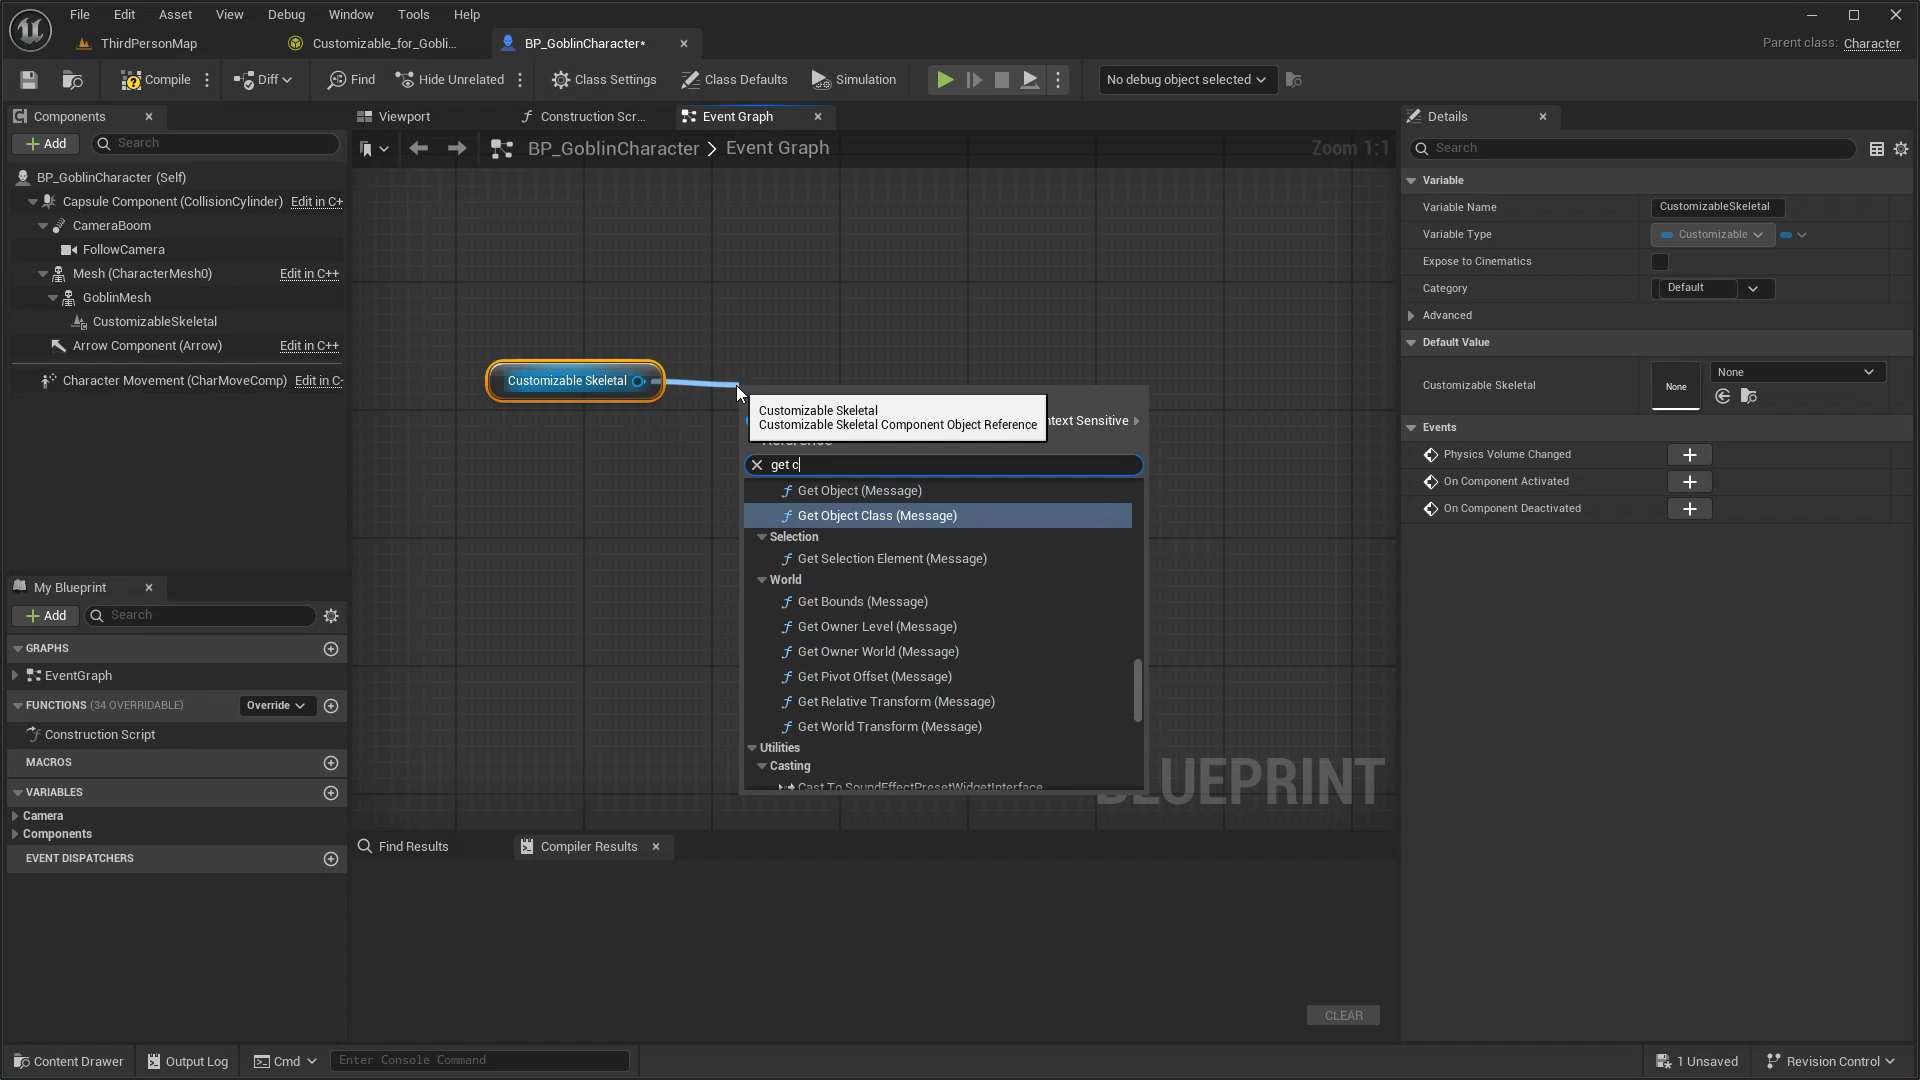 File Edit Asset View Debug Window Tools Help
ThirdPersonMap Customizable_for_Gobli... BP_GoblinCharacter* Parent class: Character
Compile Diff Find Hide Unrelated Class Settings Class Defaults Simulation No debug object selected
Components Viewport Construction Scr... Event Graph Details
Add Search BP_GoblinCharacter > Event Graph Zoom 1:1 Search
BP_GoblinCharacter (Self)
Capsule Component (CollisionCylinder) Edit in C+
CameraBoom
FollowCamera
Mesh (CharacterMesh0) Edit in C++
GoblinMesh
CustomizableSkeletal
Arrow Component (Arrow) Edit in C++
Character Movement (CharMoveComp) Edit in C-
My Blueprint
Add Search
GRAPHS
EventGraph
FUNCTIONS (34 OVERRIDABLE) Override
Construction Script
MACROS
VARIABLES
Camera
Components
EVENT DISPATCHERS
Customizable Skeletal
Customizable Skeletal
Customizable Skeletal Component Object Reference
ntext Sensitive
get c
Get Object (Message)
Get Object Class (Message)
Selection
Get Selection Element (Message)
World
Get Bounds (Message)
Get Owner Level (Message)
Get Owner World (Message)
Get Pivot Offset (Message)
Get Relative Transform (Message)
Get World Transform (Message)
Utilities
Casting
Cast To SoundEffectPresetWidgetInterface
BLUEPRINT
Variable
Variable Name CustomizableSkeletal
Variable Type Customizable
Expose to Cinematics
Category Default
Advanced
Default Value
Customizable Skeletal None None
Events
Physics Volume Changed
On Component Activated
On Component Deactivated
Find Results Compiler Results
CLEAR
Content Drawer Output Log Cmd Enter Console Command 1 Unsaved Revision Control